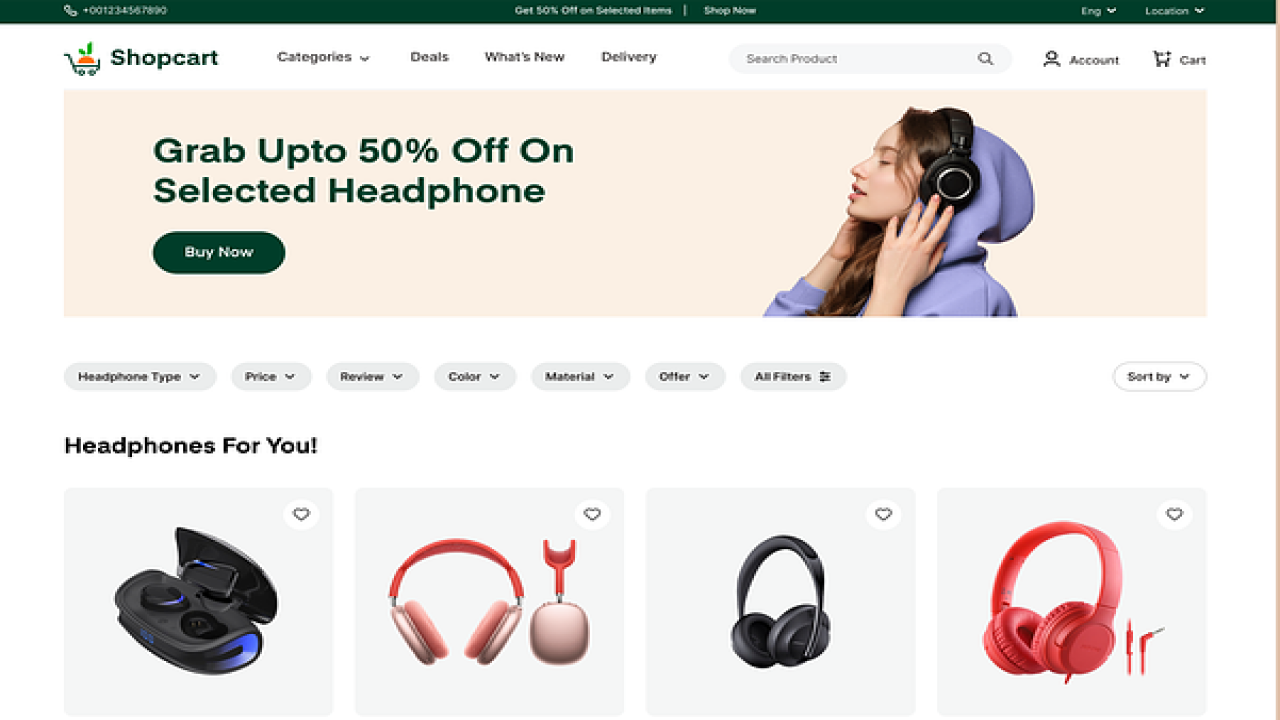 +001234567890
Get 50% Off on Selected Items | Shop Now
Eng
Location
Shopcart
Categories
Deals
What's New
Delivery
Search Product
Account
Cart
Grab Upto 50% Off On
Selected Headphone
Buy Now
Headphone Type
Price
Review
Color
Material
Offer
All Filters
Sort by
Headphones For You!